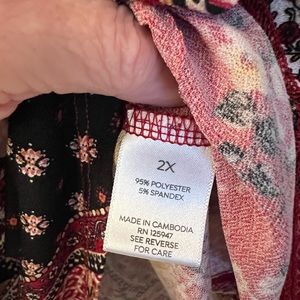 2X
95% POLYESTER
5% SPANDEX
MADE IN CAMBODIA
RN 125947
SEE REVERSE
FOR CARE